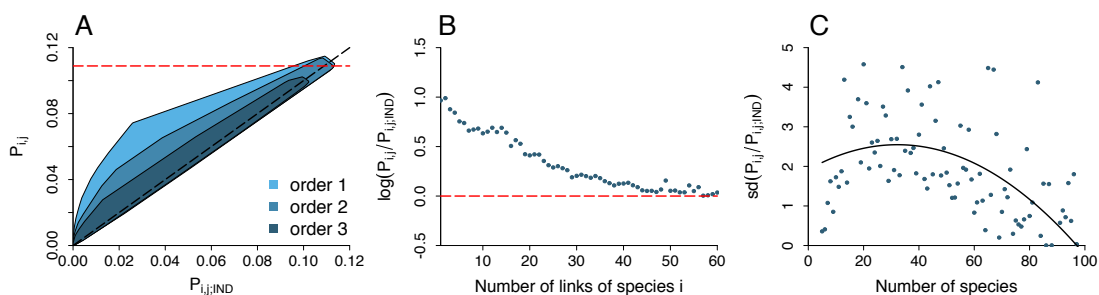 A
P i,j
0.00 0.04 0.08 0.12
order 1
order 2
order 3
0.00 0.02 0.04 0.06 0.08 0.10 0.12
P i,j;IND
B
log(P i,j / P i,j;IND)
-0.5 0.0 0.5 1.0 1.5
0 10 20 30 40 50 60
Number of links of species i
C
sd(P i,j / P i,j;IND)
0 1 2 3 4 5
0 20 40 60 80 100
Number of species